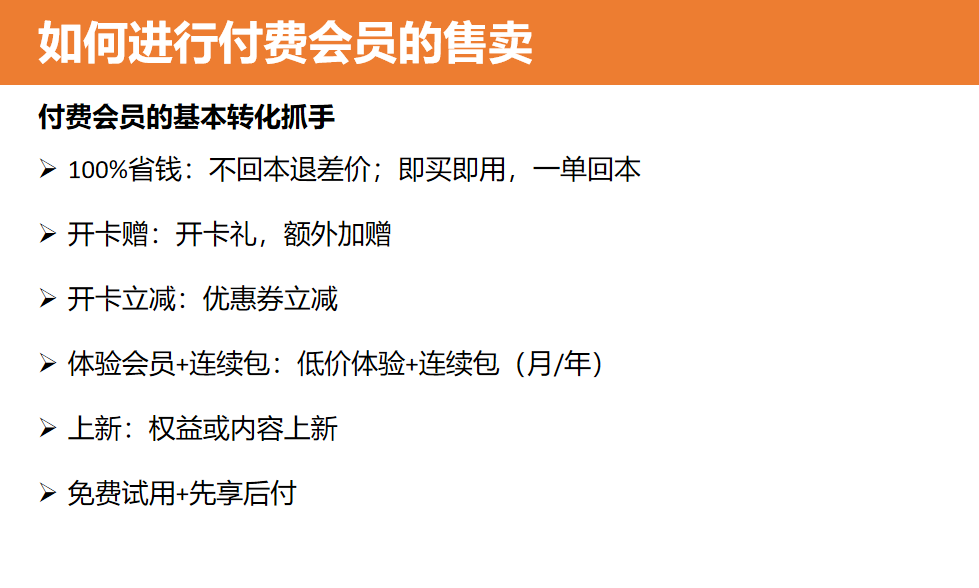 如何进行付费会员的售卖
付费会员的基本转化抓手
➢ 100%省钱：不回本退差价；即买即用，一单回本
➢ 开卡赠：开卡礼，额外加赠
➢ 开卡立减：优惠券立减
➢ 体验会员+连续包：低价体验+连续包（月/年）
➢ 上新：权益或内容上新
➢ 免费试用+先享后付